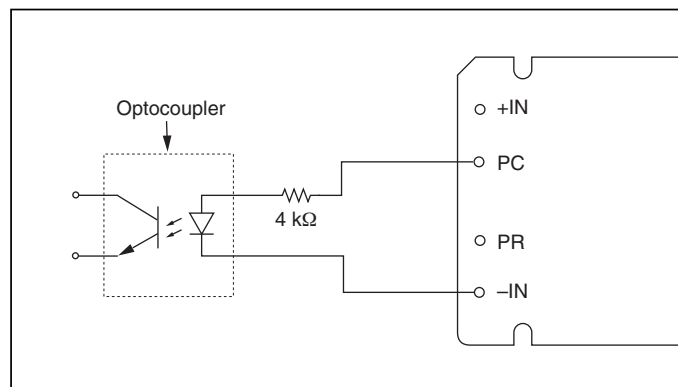 Optocoupler
4 kΩ
+IN
PC
PR
–IN